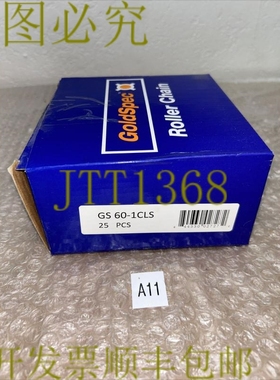 图必究
GoldSpec
Roller Chain
JTT1368
GS 60-1CLS
25 PCS
A11
开发票顺丰包邮